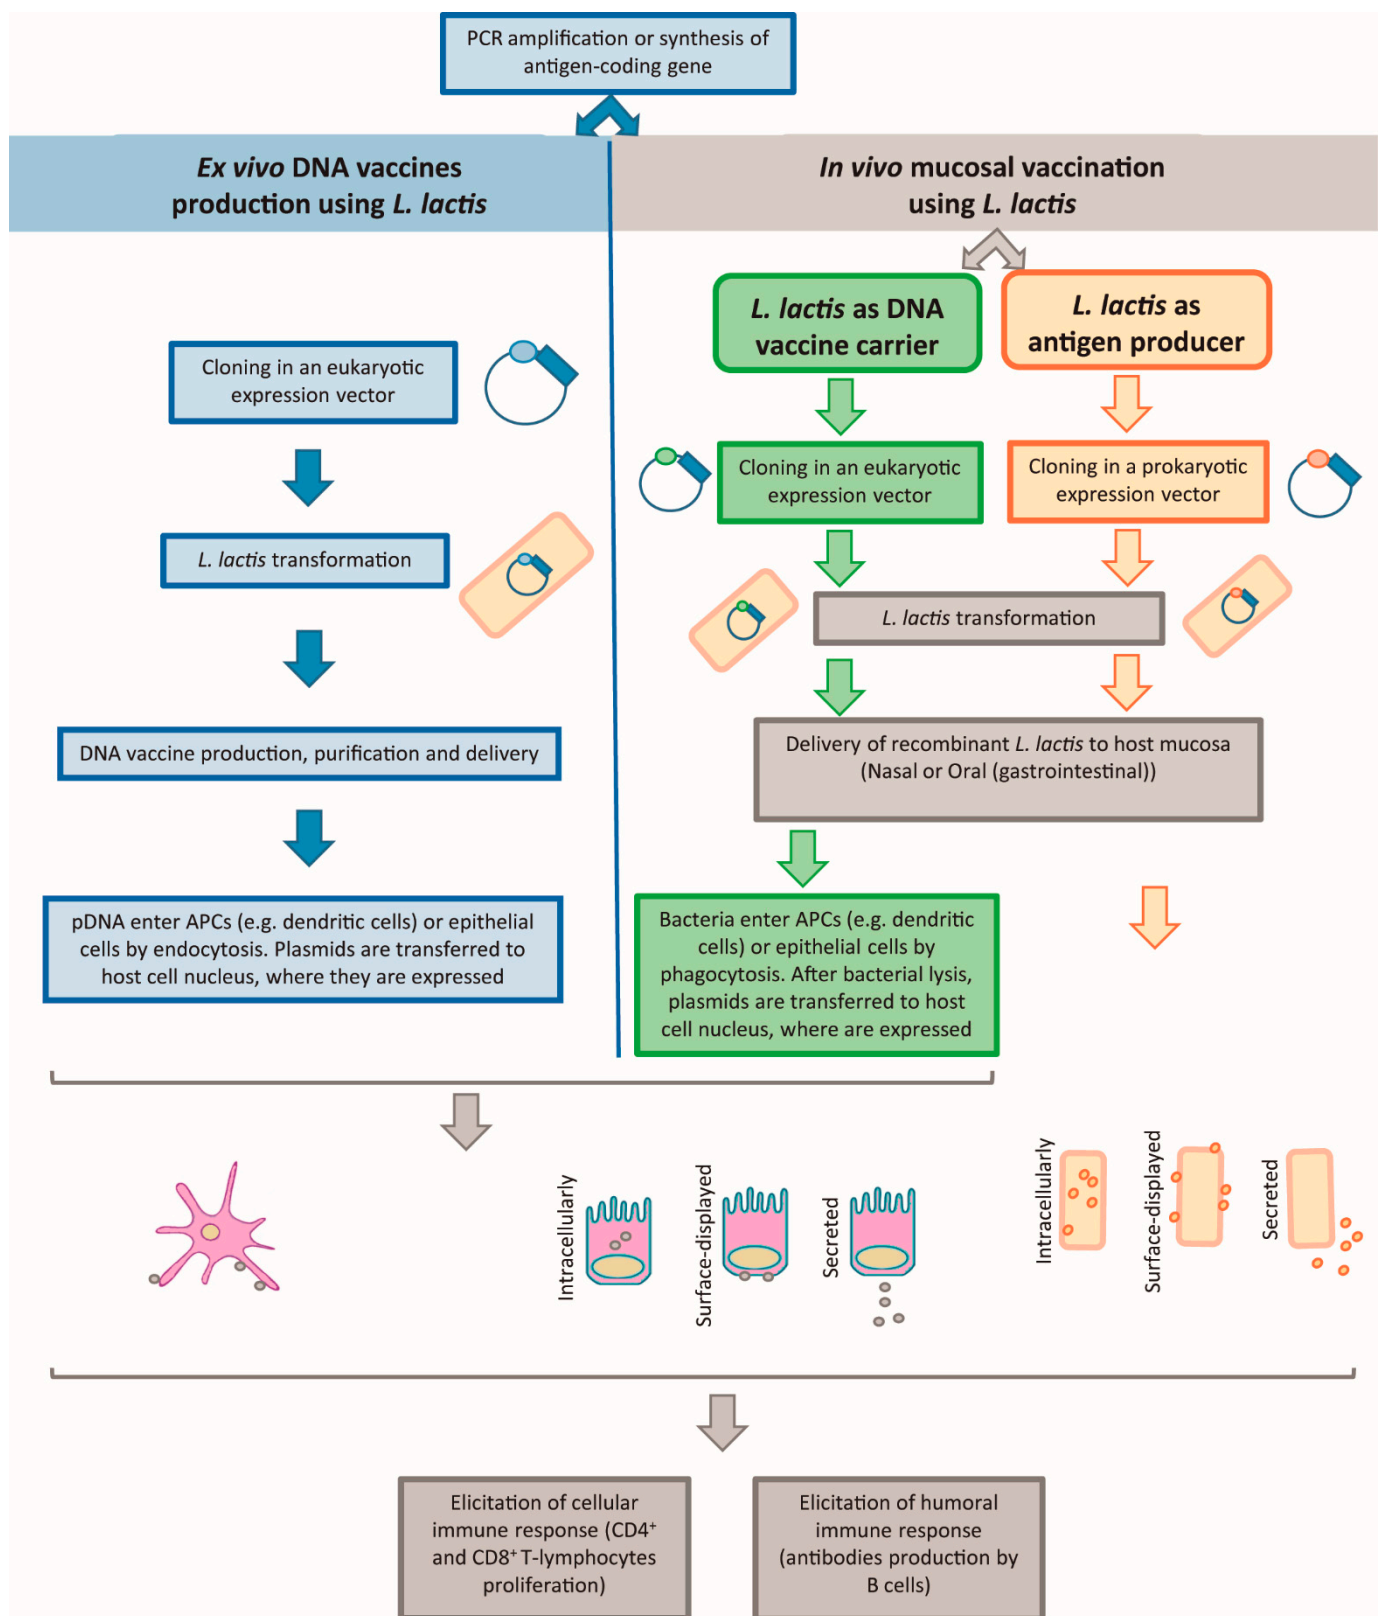 PCR amplification or synthesis of
antigen-coding gene
Ex vivo DNA vaccines
production using L. lactis
In vivo mucosal vaccination
using L. lactis
Cloning in an eukaryotic
expression vector
L. lactis transformation
DNA vaccine production, purification and delivery
pDNA enter APCs (e.g. dendritic cells) or epithelial
cells by endocytosis. Plasmids are transferred to
host cell nucleus, where they are expressed
L. lactis as DNA
vaccine carrier
L. lactis as
antigen producer
Cloning in an eukaryotic
expression vector
Cloning in a prokaryotic
expression vector
L. lactis transformation
Delivery of recombinant L. lactis to host mucosa
(Nasal or Oral (gastrointestinal))
Bacteria enter APCs (e.g. dendritic
cells) or epithelial cells by
phagocytosis. After bacterial lysis,
plasmids are transferred to host
cell nucleus, where are expressed
Intracellularly
Surface-displayed
Secreted
Intracellularly
Surface-displayed
Secreted
Elicitation of cellular
immune response (CD4⁺
and CD8⁺ T-lymphocytes
proliferation)
Elicitation of humoral
immune response
(antibodies production by
B cells)